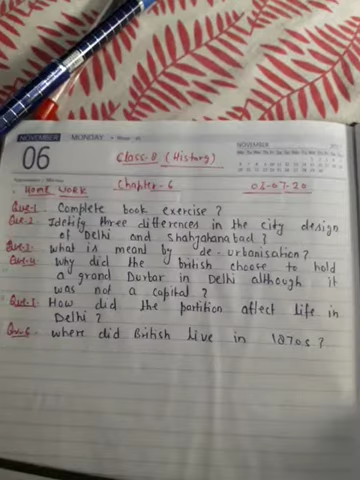 NOVEMBER MONDAY
NOVEMBER
06
Class-8 (History)
HOME WORK Chapter-6 02-07-20
Que-1. Complete book exercise ?
Que-2. Idetify three differences in the city design
of Delhi and Shahjahanabad ?
Que-3. What is meant by de-urbanisation ?
Que-4. Why did the british choose to hold
a grand Durbar in Delhi although it
was not a capital ?
Que-5. How did the partition affect life in
Delhi ?
Que-6. where did British live in 1870s ?